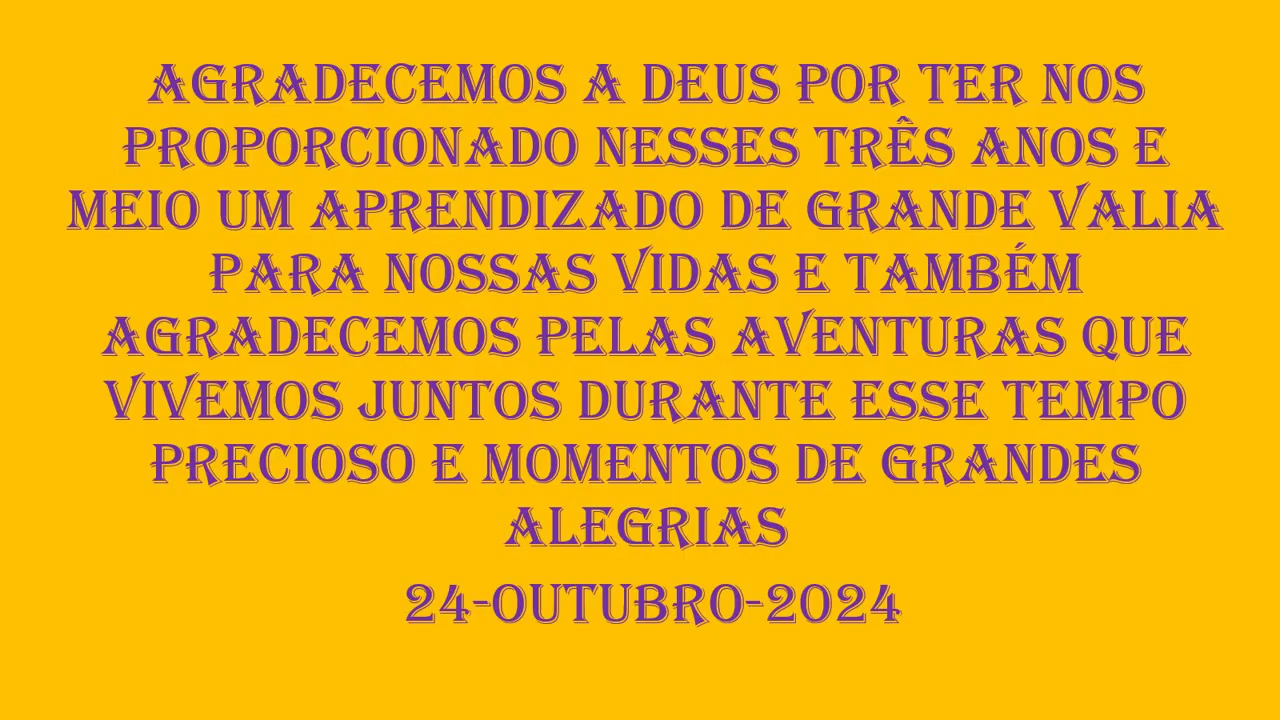 AGRADECEMOS A DEUS POR TER NOS
PROPORCIONADO NESSES TRÊS ANOS E
MEIO UM APRENDIZADO DE GRANDE VALIA
PARA NOSSAS VIDAS E TAMBÉM
AGRADECEMOS PELAS AVENTURAS QUE
VIVEMOS JUNTOS DURANTE ESSE TEMPO
PRECIOSO E MOMENTOS DE GRANDES
ALEGRIAS
24-OUTUBRO-2024